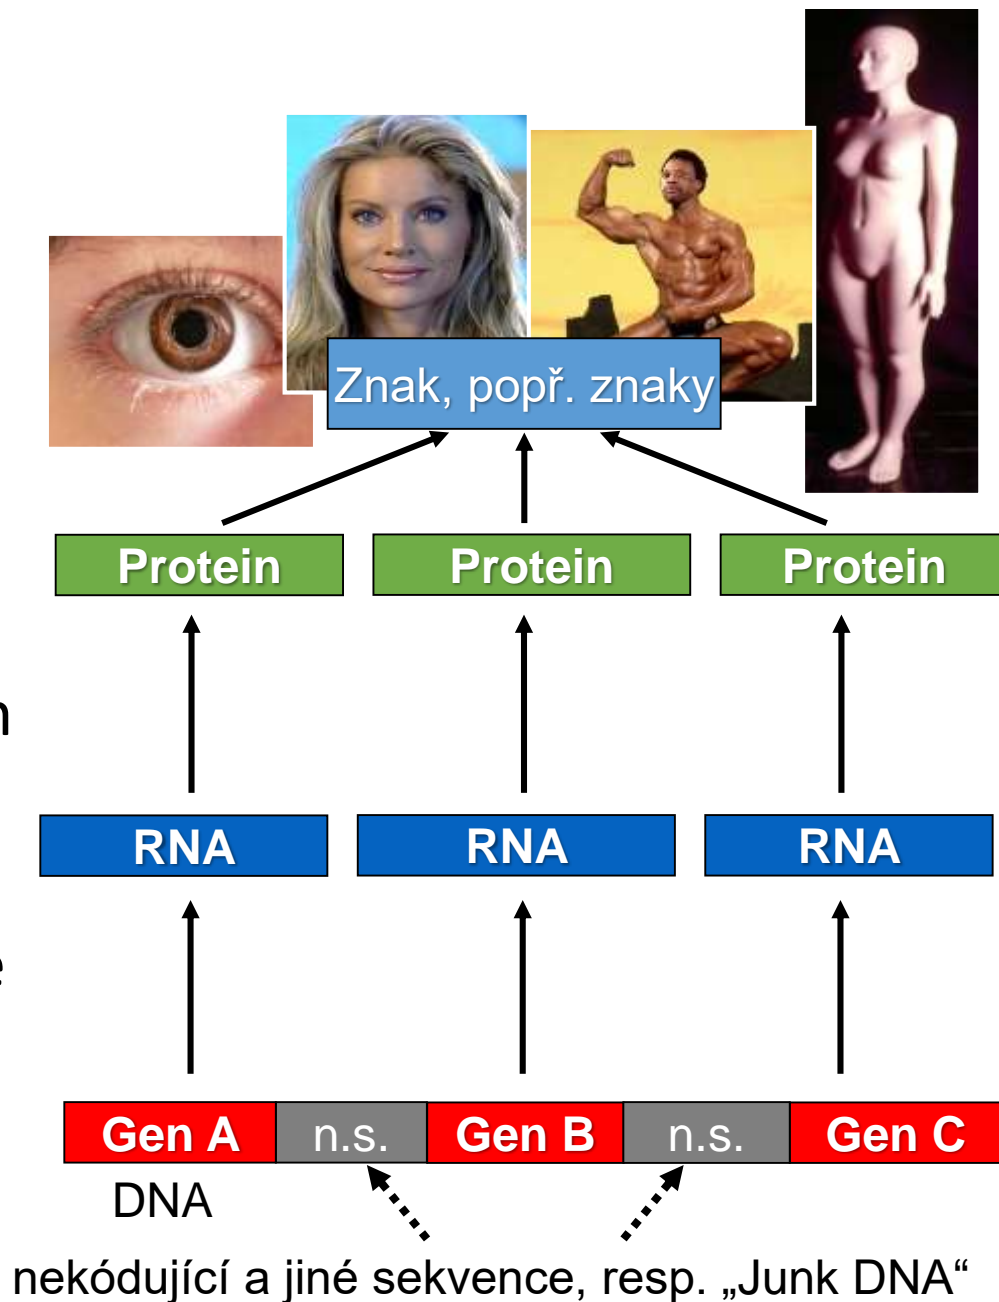 Znak, popř. znaky
Protein Protein Protein
RNA RNA RNA
Gen A n.s. Gen B n.s. Gen C
DNA
nekódující a jiné sekvence, resp. „Junk DNA“